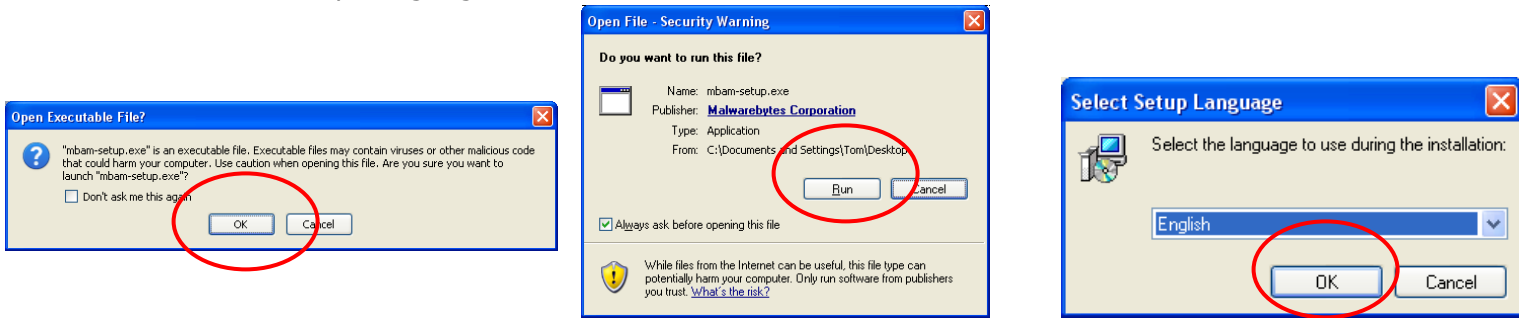 Open Executable File?
"mbam-setup.exe" is an executable file. Executable files may contain viruses or other malicious code
that could harm your computer. Use caution when opening this file. Are you sure you want to
launch "mbam-setup.exe"?
Don't ask me this again
OK Cancel
Open File - Security Warning
Do you want to run this file?
Name: mbam-setup.exe
Publisher: Malwarebytes Corporation
Type: Application
From: C:\Documents and Settings\Tom\Desktop
Run Cancel
Always ask before opening this file
While files from the Internet can be useful, this file type can
potentially harm your computer. Only run software from publishers
you trust. What's the risk?
Select Setup Language
Select the language to use during the installation:
English
OK Cancel